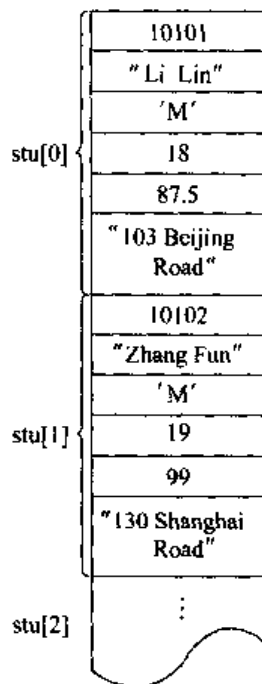 10101
"Li Lin"
'M'
stu[0]
18
87.5
"103 Beijing
Road"
10102
"Zhang Fun"
'M'
stu[1]
19
99
"130 Shanghai
Road"
⋮
stu[2]